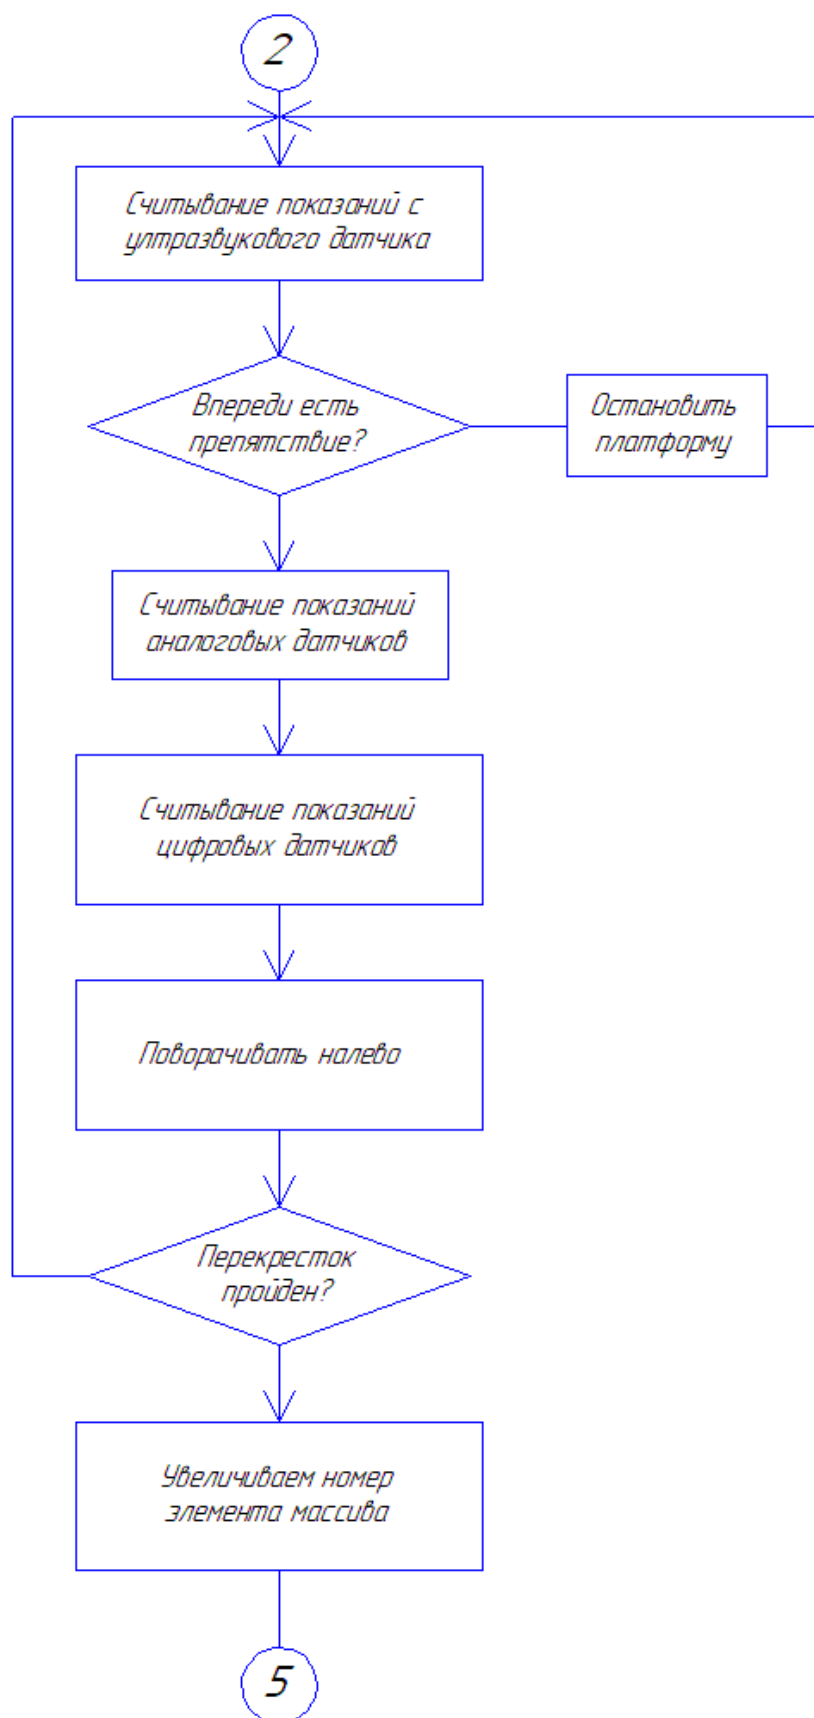 2
Считывание показаний с
ултразвукового датчика
Впереди есть
препятствие?
Остановить
платформу
Считывание показаний
аналоговых датчиков
Считывание показаний
цифровых датчиков
Поворачивать налево
Перекресток
пройден?
Увеличиваем номер
элемента массива
5